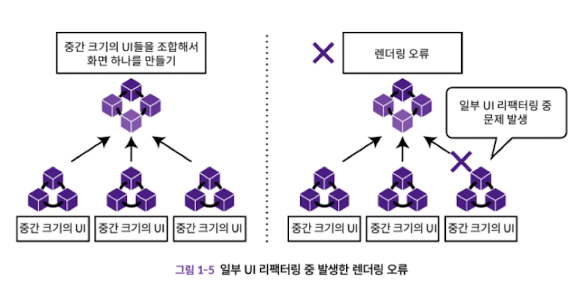 중간 크기의 UI들을 조합해서
화면 하나를 만들기
렌더링 오류
일부 UI 리팩터링 중
문제 발생
중간 크기의 UI
중간 크기의 UI
중간 크기의 UI
중간 크기의 UI
중간 크기의 UI
중간 크기의 UI
그림 1-5 일부 UI 리팩터링 중 발생한 렌더링 오류